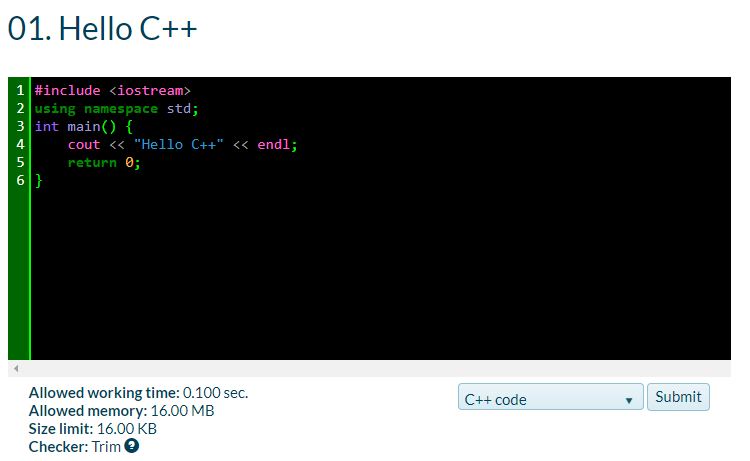 01. Hello C++
1 #include <iostream>
2 using namespace std;
3 int main() {
4     cout << "Hello C++" << endl;
5     return 0;
6 }
Allowed working time: 0.100 sec.
Allowed memory: 16.00 MB
Size limit: 16.00 KB
Checker: Trim ?
C++ code
Submit